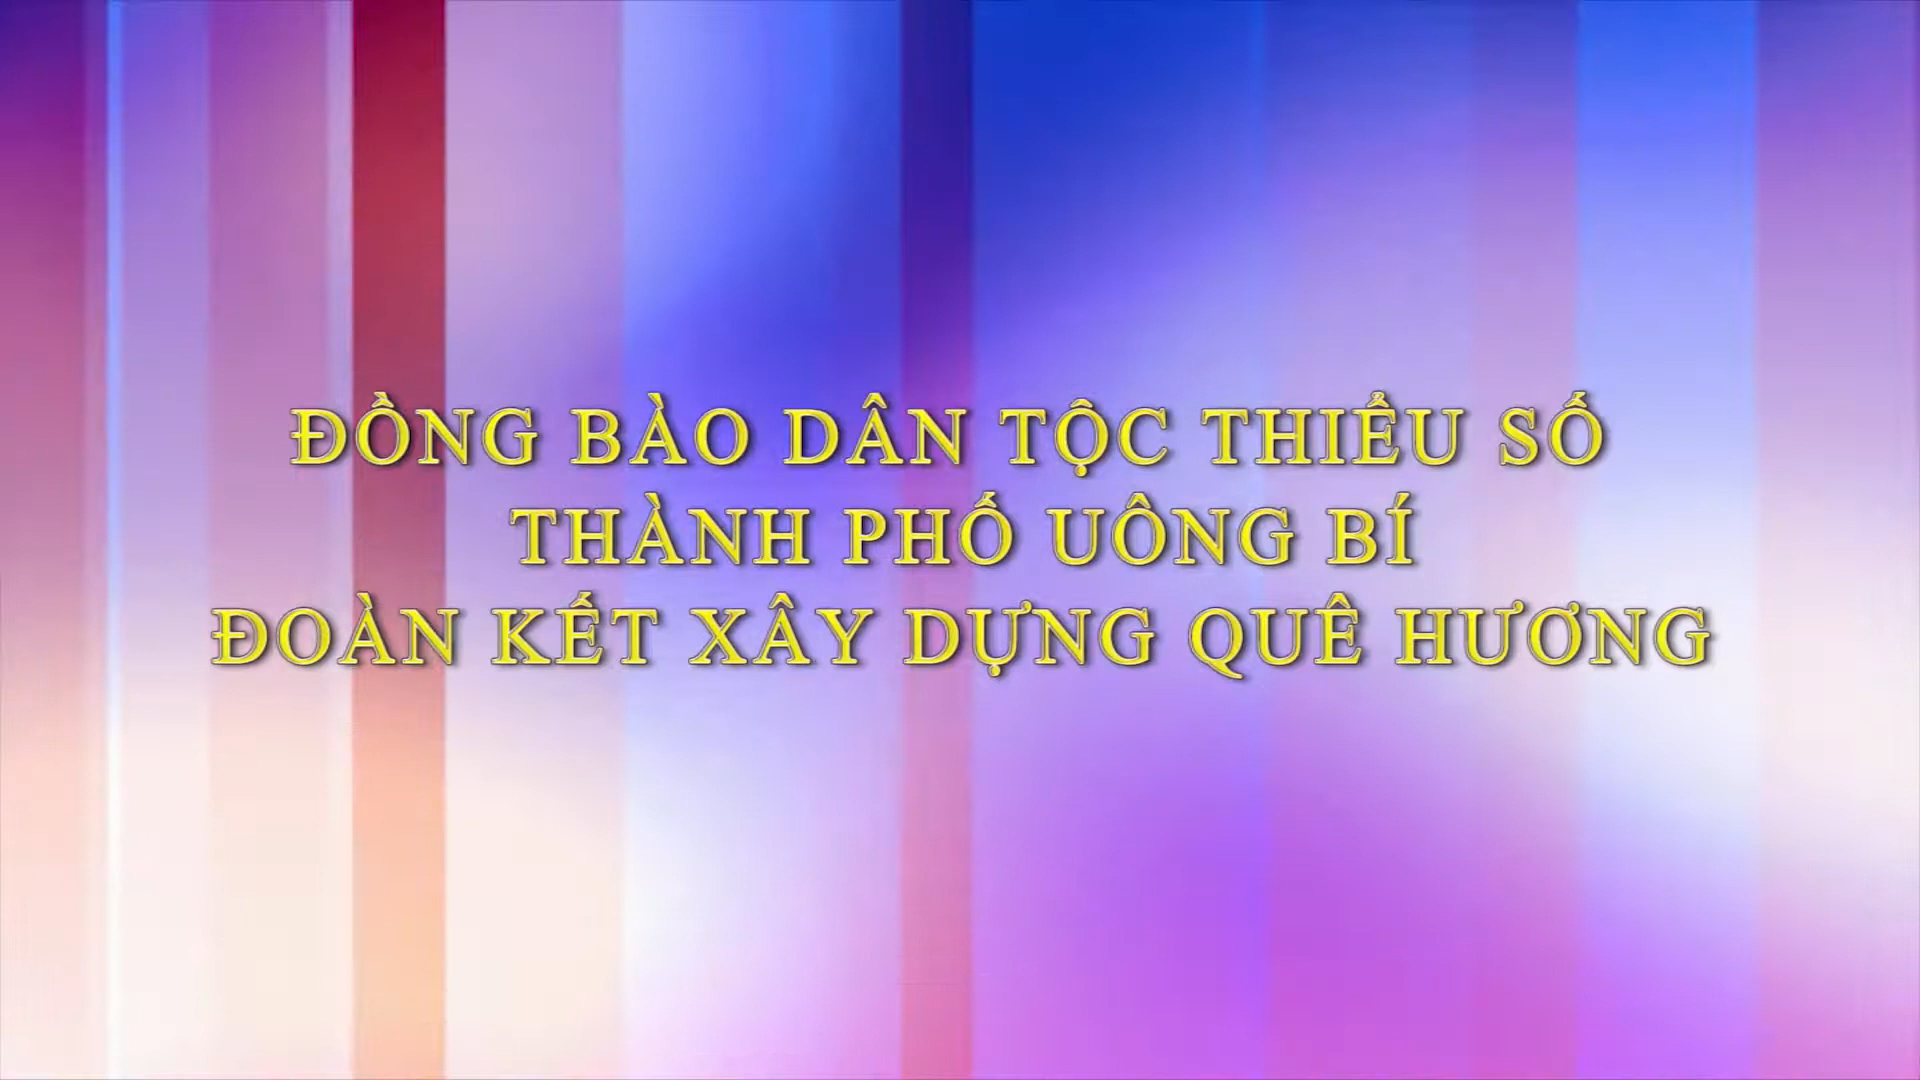 ĐỒNG BÀO DÂN TỘC THIỂU SỐ
THÀNH PHỐ UÔNG BÍ
ĐOÀN KẾT XÂY DỰNG QUÊ HƯƠNG